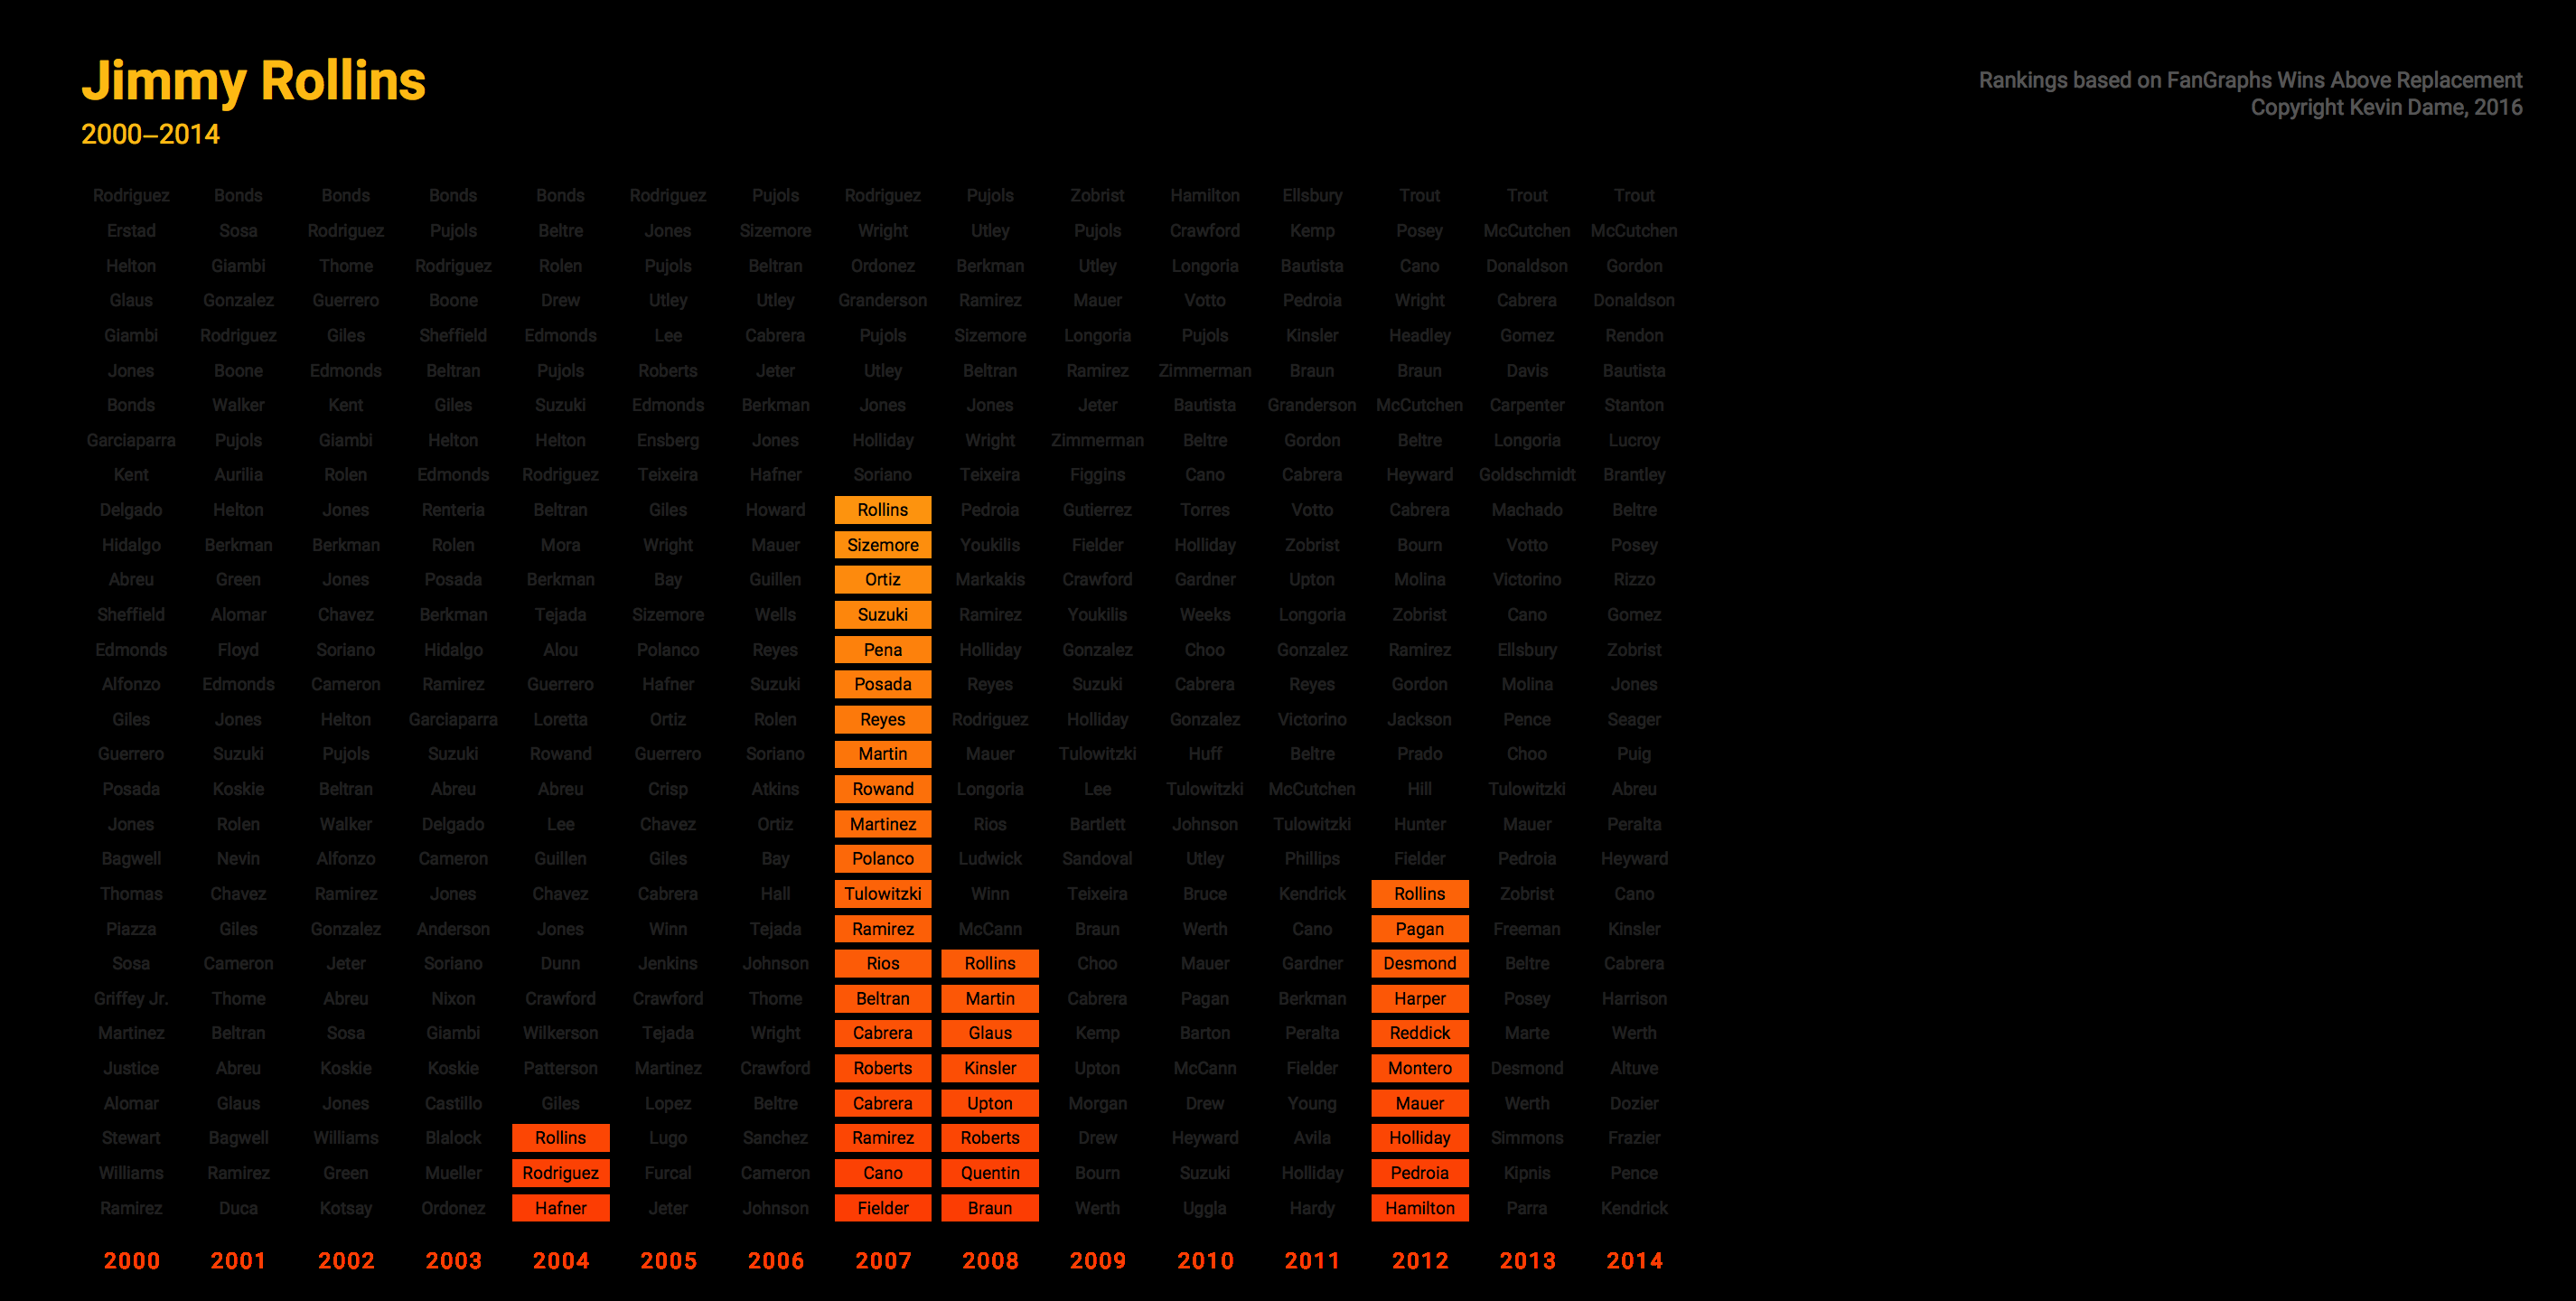 Jimmy Rollins
2000–2014
Rankings based on FanGraphs Wins Above Replacement
Copyright Kevin Dame, 2016
Rodriguez Bonds Bonds Bonds Bonds Rodriguez Pujols Rodriguez Pujols Zobrist Hamilton Ellsbury Trout Trout Trout
Erstad Sosa Rodriguez Pujols Beltre Jones Sizemore Wright Utley Pujols Crawford Kemp Posey McCutchen McCutchen
Helton Giambi Thome Rodriguez Rolen Pujols Beltran Ordonez Berkman Utley Longoria Bautista Cano Donaldson Gordon
Glaus Gonzalez Guerrero Boone Drew Utley Utley Granderson Ramirez Mauer Votto Pedroia Wright Cabrera Donaldson
Giambi Rodriguez Giles Sheffield Edmonds Lee Cabrera Pujols Sizemore Longoria Pujols Kinsler Headley Gomez Rendon
Jones Boone Edmonds Beltran Pujols Roberts Jeter Utley Beltran Ramirez Zimmerman Braun Braun Davis Bautista
Bonds Walker Kent Giles Suzuki Edmonds Berkman Jones Jones Jeter Bautista Granderson McCutchen Carpenter Stanton
Garciaparra Pujols Giambi Helton Helton Ensberg Jones Holliday Wright Zimmerman Beltre Gordon Beltre Longoria Lucroy
Kent Aurilia Rolen Edmonds Rodriguez Teixeira Hafner Soriano Teixeira Figgins Cano Cabrera Heyward Goldschmidt Brantley
Delgado Helton Jones Renteria Beltran Giles Howard Rollins Pedroia Gutierrez Torres Votto Cabrera Machado Beltre
Hidalgo Berkman Berkman Rolen Mora Wright Mauer Sizemore Youkilis Fielder Holliday Zobrist Bourn Votto Posey
Abreu Green Jones Posada Berkman Bay Guillen Ortiz Markakis Crawford Gardner Upton Molina Victorino Rizzo
Sheffield Alomar Chavez Berkman Tejada Sizemore Wells Suzuki Ramirez Youkilis Weeks Longoria Zobrist Cano Gomez
Edmonds Floyd Soriano Hidalgo Alou Polanco Reyes Pena Holliday Gonzalez Choo Gonzalez Ramirez Ellsbury Zobrist
Alfonzo Edmonds Cameron Ramirez Guerrero Hafner Suzuki Posada Reyes Suzuki Cabrera Reyes Gordon Molina Jones
Giles Jones Helton Garciaparra Loretta Ortiz Rolen Reyes Rodriguez Holliday Gonzalez Victorino Jackson Pence Seager
Guerrero Suzuki Pujols Suzuki Rowand Guerrero Soriano Martin Mauer Tulowitzki Huff Beltre Prado Choo Puig
Posada Koskie Beltran Abreu Abreu Crisp Atkins Rowand Longoria Lee Tulowitzki McCutchen Hill Tulowitzki Abreu
Jones Rolen Walker Delgado Lee Chavez Ortiz Martinez Rios Bartlett Johnson Tulowitzki Hunter Mauer Peralta
Bagwell Nevin Alfonzo Cameron Guillen Giles Bay Polanco Ludwick Sandoval Utley Phillips Fielder Pedroia Heyward
Thomas Chavez Ramirez Jones Chavez Cabrera Hall Tulowitzki Winn Teixeira Bruce Kendrick Rollins Zobrist Cano
Piazza Giles Gonzalez Anderson Jones Winn Tejada Ramirez McCann Braun Werth Cano Pagan Freeman Kinsler
Sosa Cameron Jeter Soriano Dunn Jenkins Johnson Rios Rollins Choo Mauer Gardner Desmond Beltre Cabrera
Griffey Jr. Thome Abreu Nixon Crawford Crawford Thome Beltran Martin Cabrera Pagan Berkman Harper Posey Harrison
Martinez Beltran Sosa Giambi Wilkerson Tejada Wright Cabrera Glaus Kemp Barton Peralta Reddick Marte Werth
Justice Abreu Koskie Koskie Patterson Martinez Crawford Roberts Kinsler Upton McCann Fielder Montero Desmond Altuve
Alomar Glaus Jones Castillo Giles Lopez Beltre Cabrera Upton Morgan Drew Young Mauer Werth Dozier
Stewart Bagwell Williams Blalock Rollins Lugo Sanchez Ramirez Roberts Drew Heyward Avila Holliday Simmons Frazier
Williams Ramirez Green Mueller Rodriguez Furcal Cameron Cano Quentin Bourn Suzuki Holliday Pedroia Kipnis Pence
Ramirez Duca Kotsay Ordonez Hafner Jeter Johnson Fielder Braun Werth Uggla Hardy Hamilton Parra Kendrick
2000 2001 2002 2003 2004 2005 2006 2007 2008 2009 2010 2011 2012 2013 2014